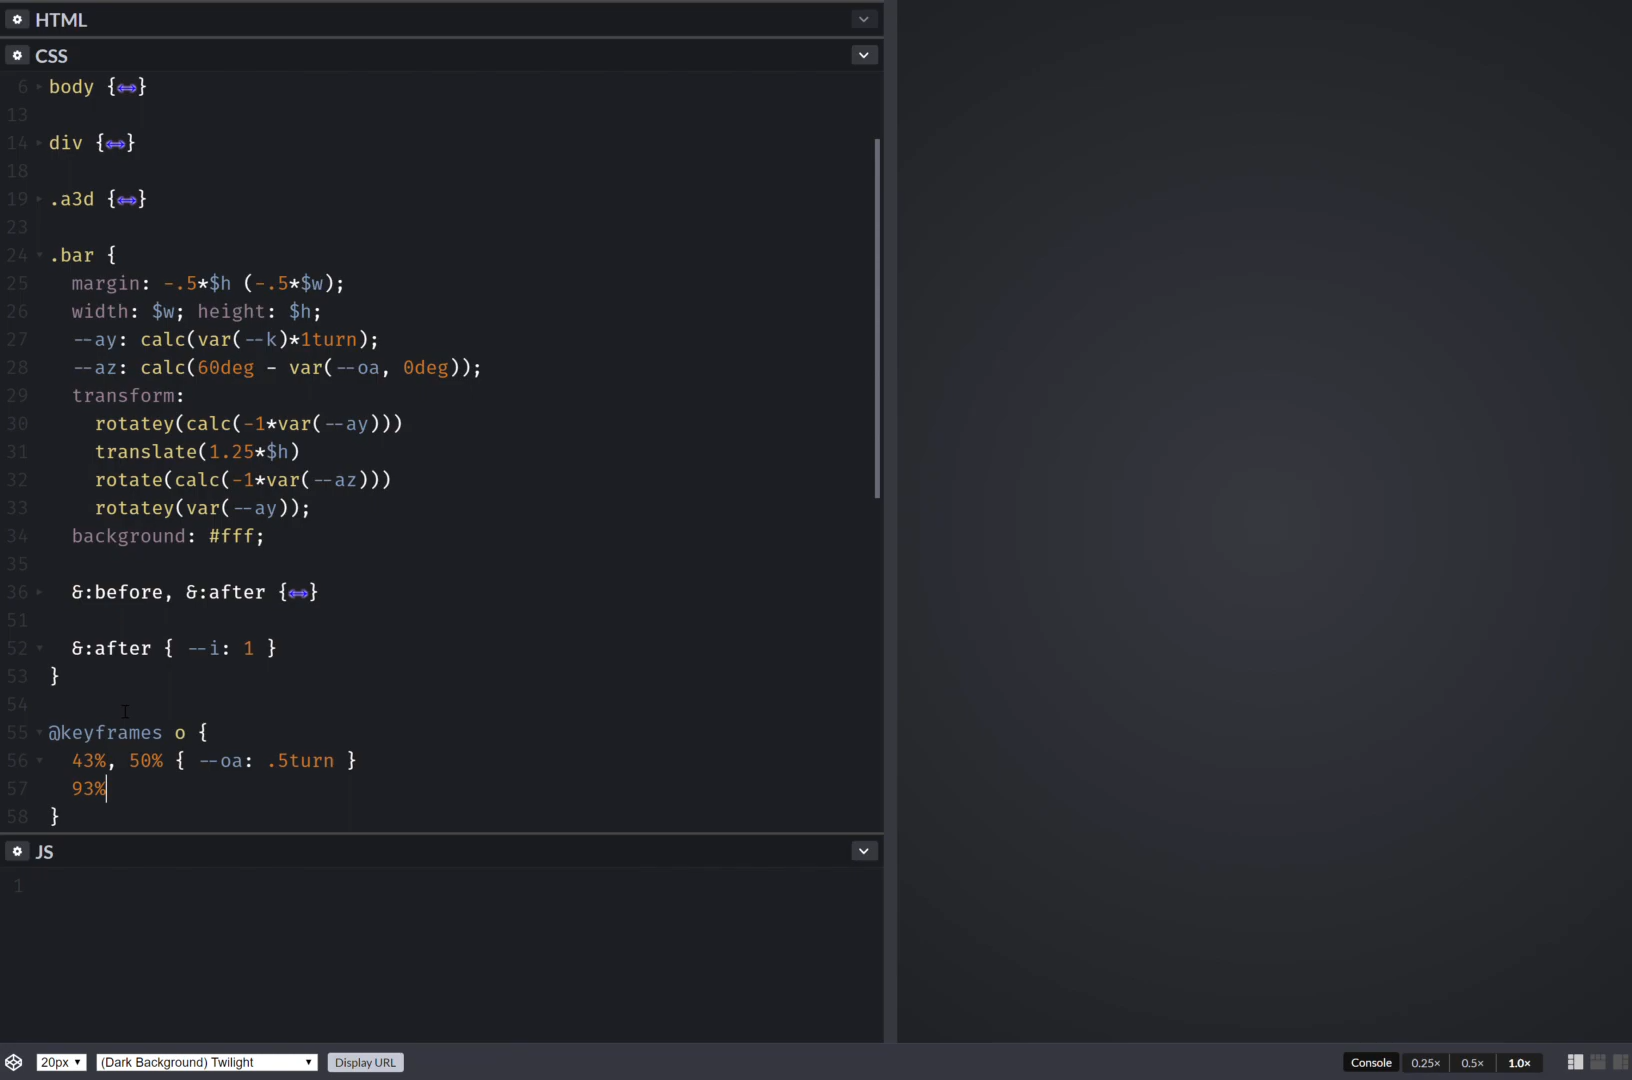 HTML
CSS
6 body {↔}
13
14 div {↔}
18
19 .a3d {↔}
23
24 .bar {
25 margin: -.5*$h (-.5*$w);
26 width: $w; height: $h;
27 --ay: calc(var(--k)*1turn);
28 --az: calc(60deg - var(--oa, 0deg));
29 transform:
30 rotatey(calc(-1*var(--ay)))
31 translate(1.25*$h)
32 rotate(calc(-1*var(--az)))
33 rotatey(var(--ay));
34 background: #fff;
35
36 &:before, &:after {↔}
51
52 &:after { --i: 1 }
53 }
54
55 @keyframes o {
56 43%, 50% { --oa: .5turn }
57 93%
58 }
JS
1
20px (Dark Background) Twilight Display URL Console 0.25× 0.5× 1.0×